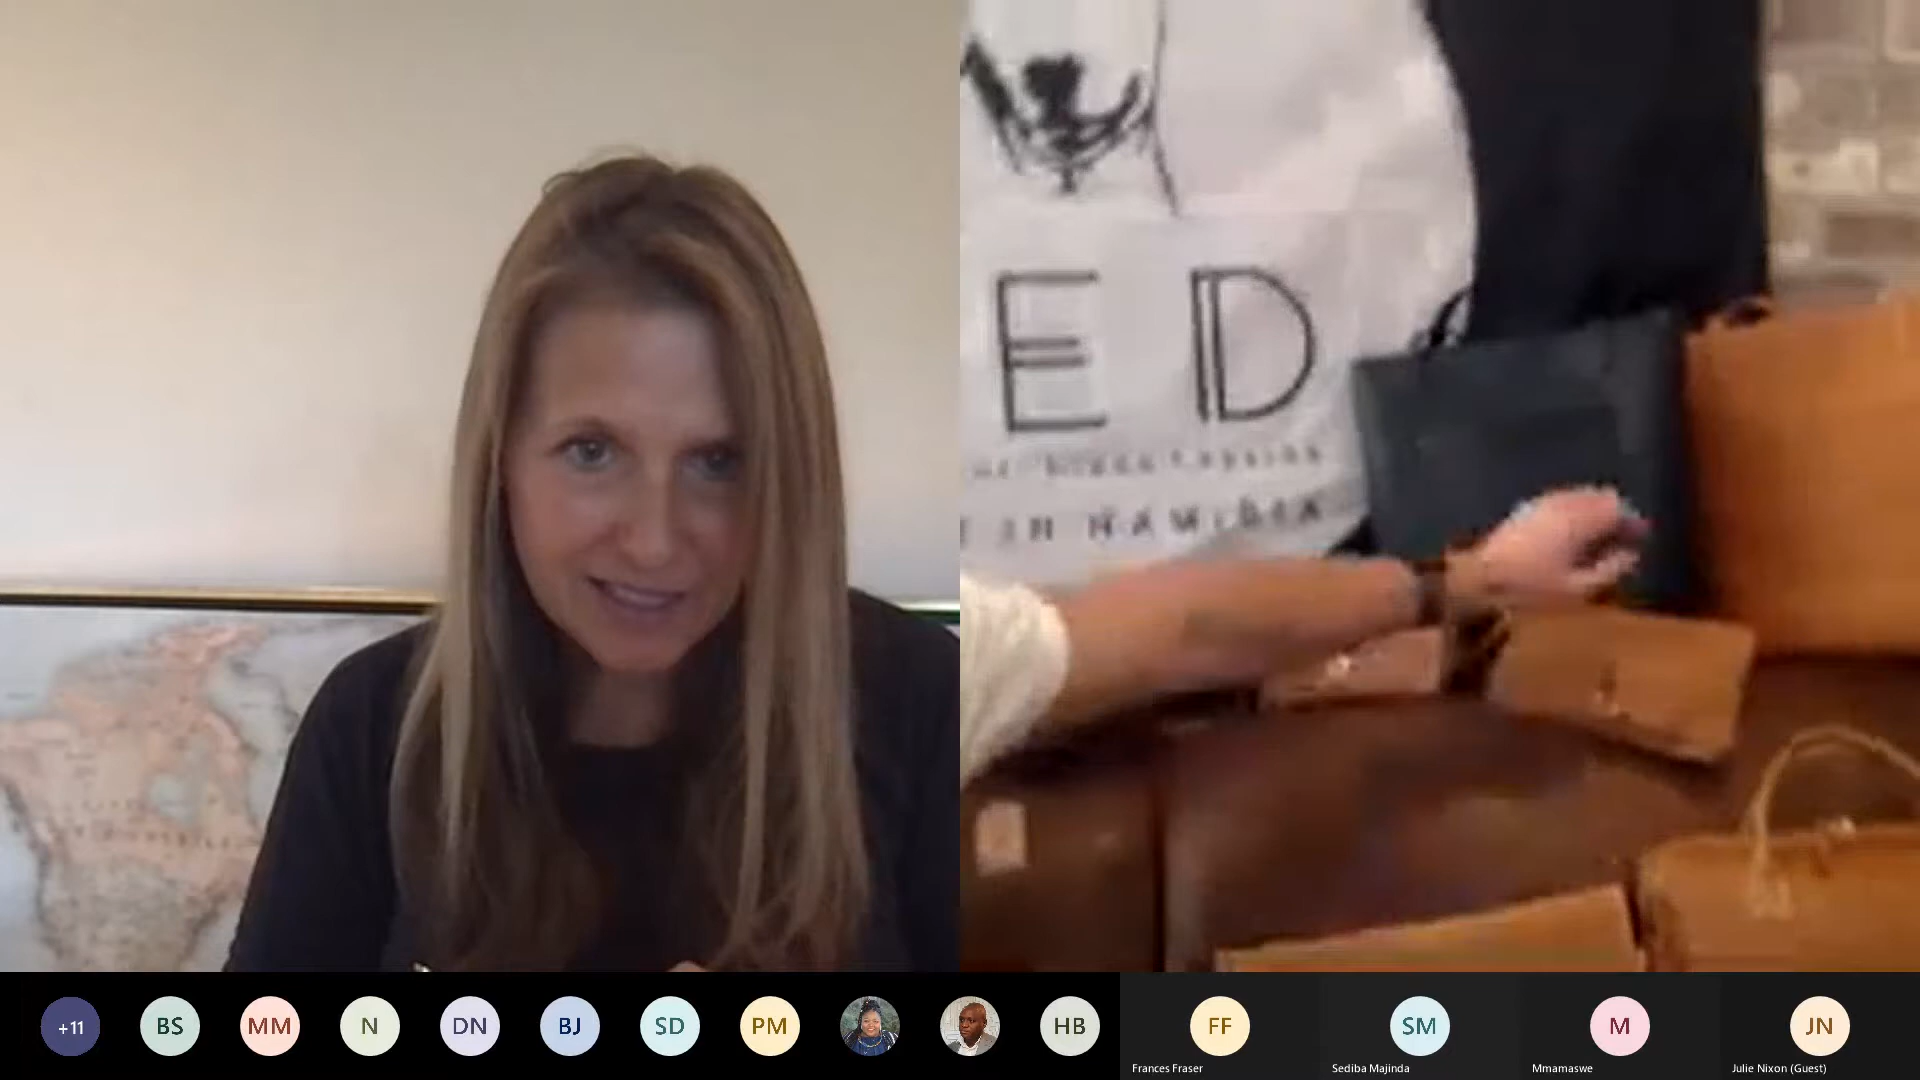 E D
IN NAMIBIA
+11
BS
MM
N
DN
BJ
SD
PM
HB
FF
SM
M
JN
Frances Fraser
Sediba Majinda
Mmamaswe
Julie Nixon (Guest)